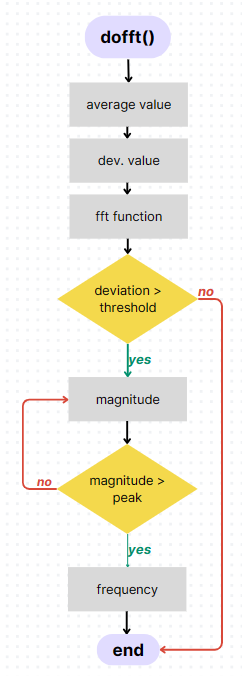 dofft()
average value
dev. value
fft function
deviation >
threshold
no
yes
magnitude
magnitude >
peak
no
yes
frequency
end